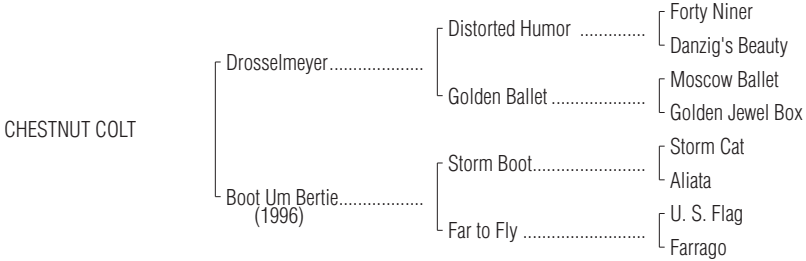 Forty Niner
Distorted Humor ..............
Danzig's Beauty
Drosselmeyer....................
Moscow Ballet
Golden Ballet ....................
Golden Jewel Box
CHESTNUT COLT
Storm Cat
Storm Boot........................
Aliata
Boot Um Bertie..................
(1996)
U. S. Flag
Far to Fly ..........................
Farrago